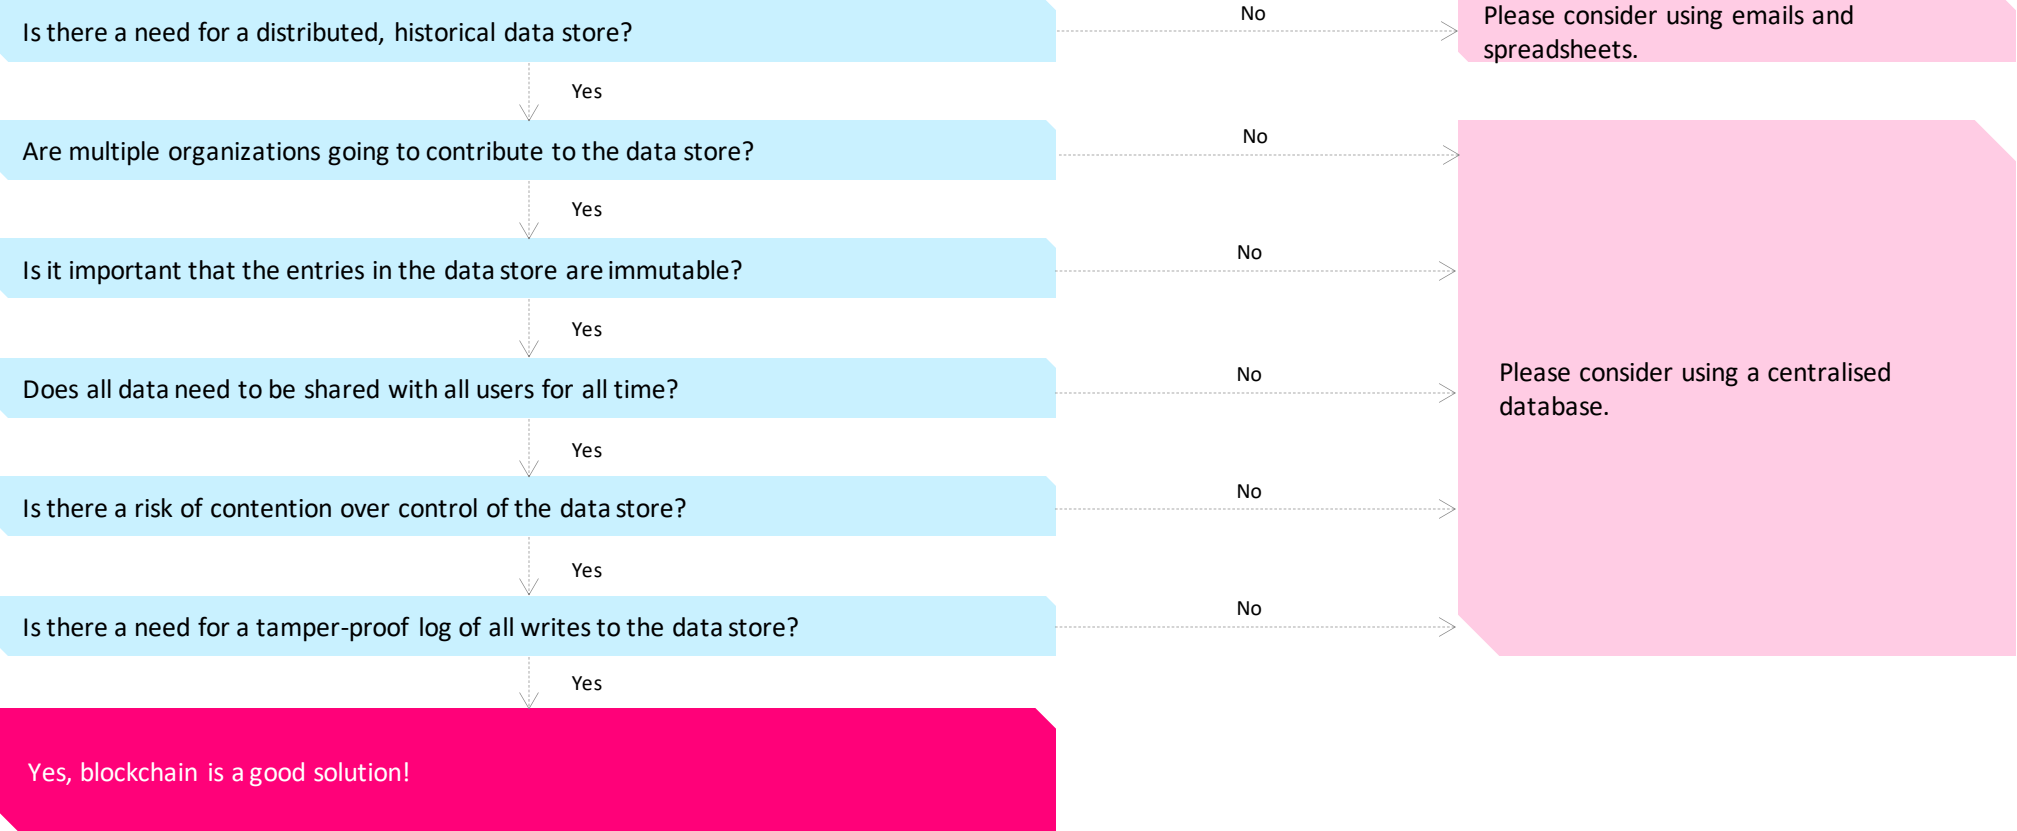 Is there a need for a distributed, historical data store?
No
Please consider using emails and
spreadsheets.
Yes
Are multiple organizations going to contribute to the data store?
No
Yes
Is it important that the entries in the data store are immutable?
No
Yes
Does all data need to be shared with all users for all time?
No
Please consider using a centralised
database.
Yes
Is there a risk of contention over control of the data store?
No
Yes
Is there a need for a tamper-proof log of all writes to the data store?
No
Yes
Yes, blockchain is a good solution!